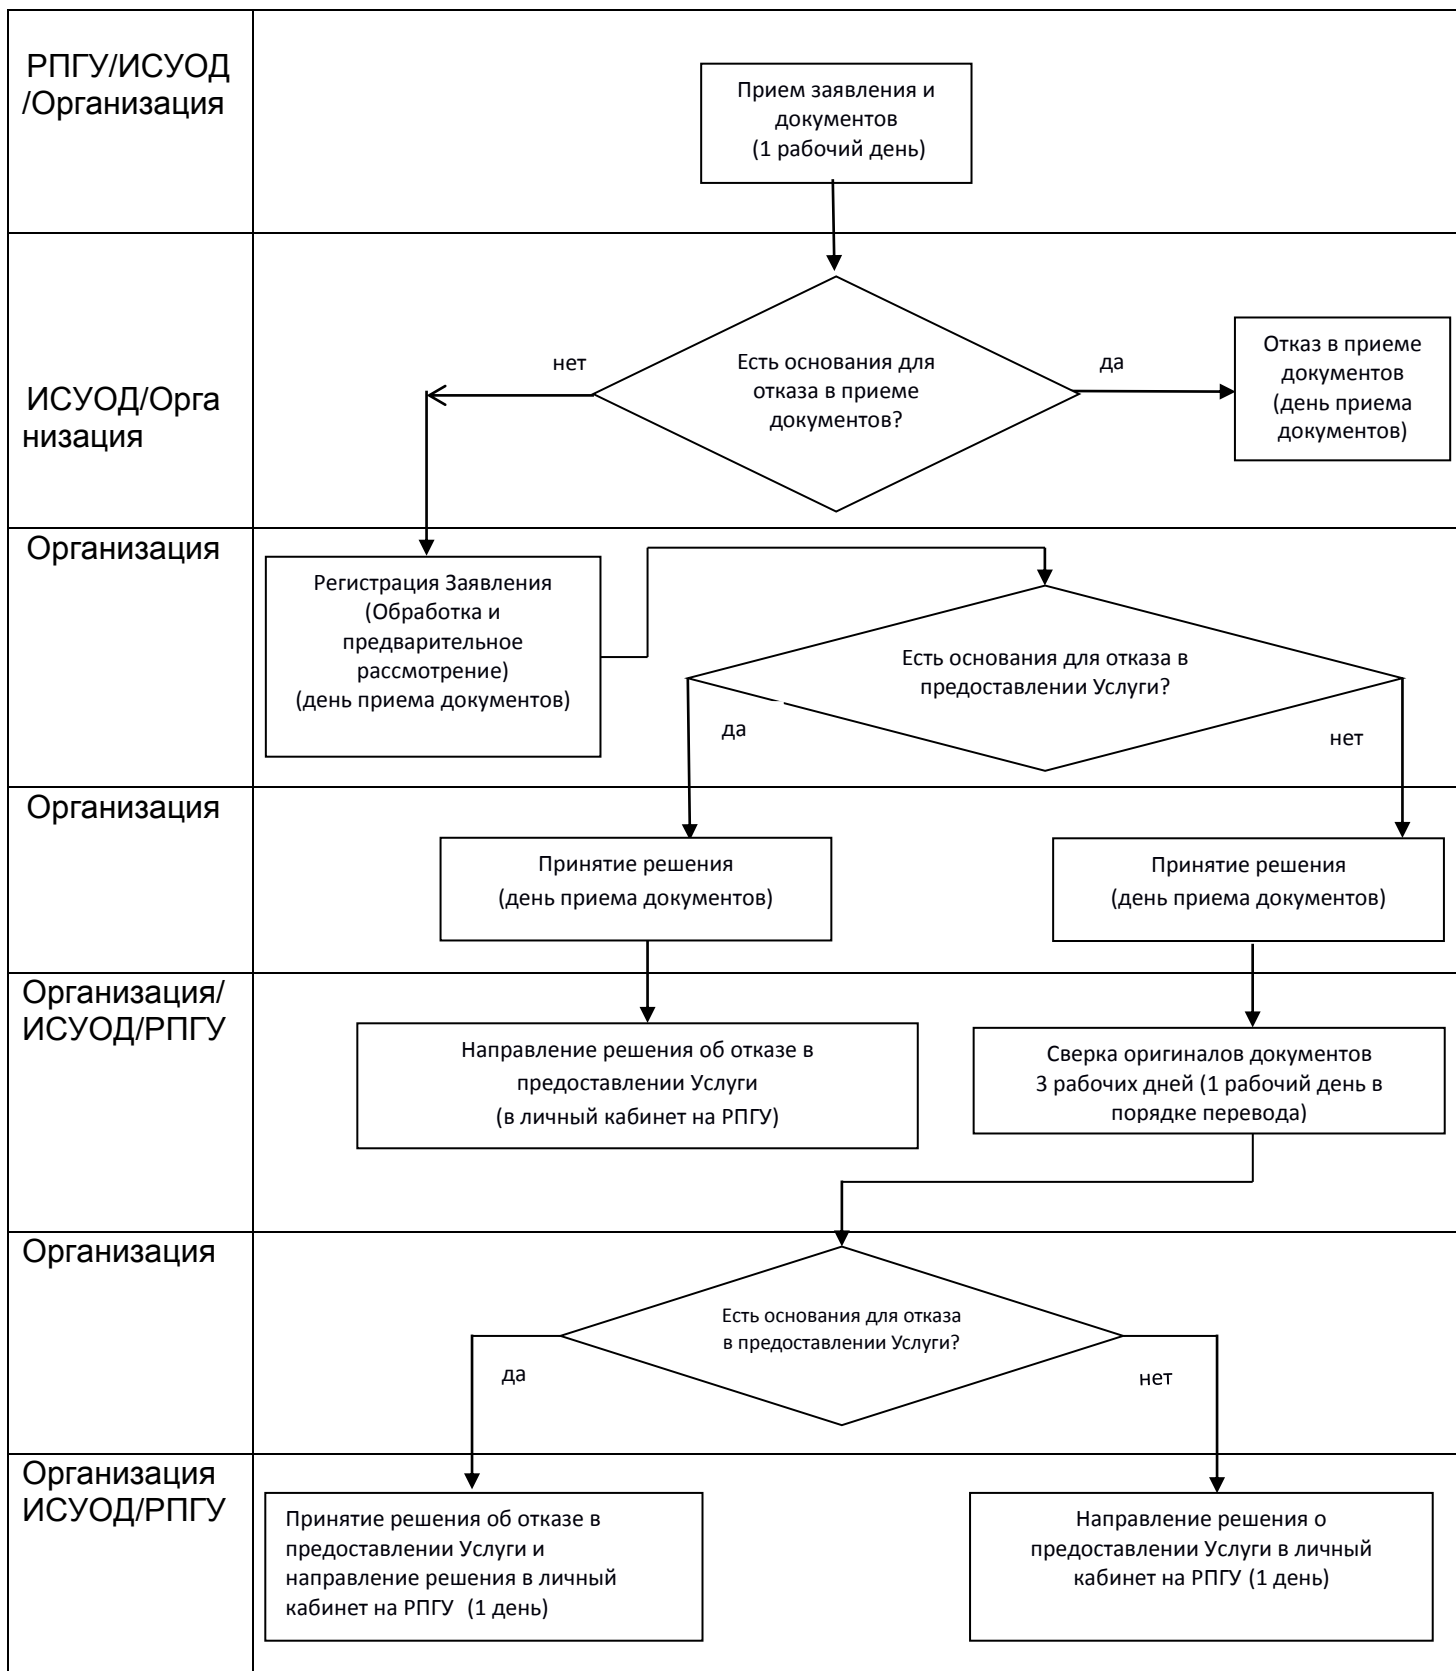 РПГУ/ИСУОД
/Организация
Прием заявления и
документов
(1 рабочий день)
ИСУОД/Орга
низация
нет
Есть основания для
отказа в приеме
документов?
да
Отказ в приеме
документов
(день приема
документов)
Организация
Регистрация Заявления
(Обработка и
предварительное
рассмотрение)
(день приема документов)
Есть основания для отказа в
предоставлении Услуги?
да
нет
Организация
Принятие решения
(день приема документов)
Принятие решения
(день приема документов)
Организация/
ИСУОД/РПГУ
Направление решения об отказе в
предоставлении Услуги
(в личный кабинет на РПГУ)
Сверка оригиналов документов
3 рабочих дней (1 рабочий день в
порядке перевода)
Организация
Есть основания для отказа
в предоставлении Услуги?
да
нет
Организация
ИСУОД/РПГУ
Принятие решения об отказе в
предоставлении Услуги и
направление решения в личный
кабинет на РПГУ (1 день)
Направление решения о
предоставлении Услуги в личный
кабинет на РПГУ (1 день)